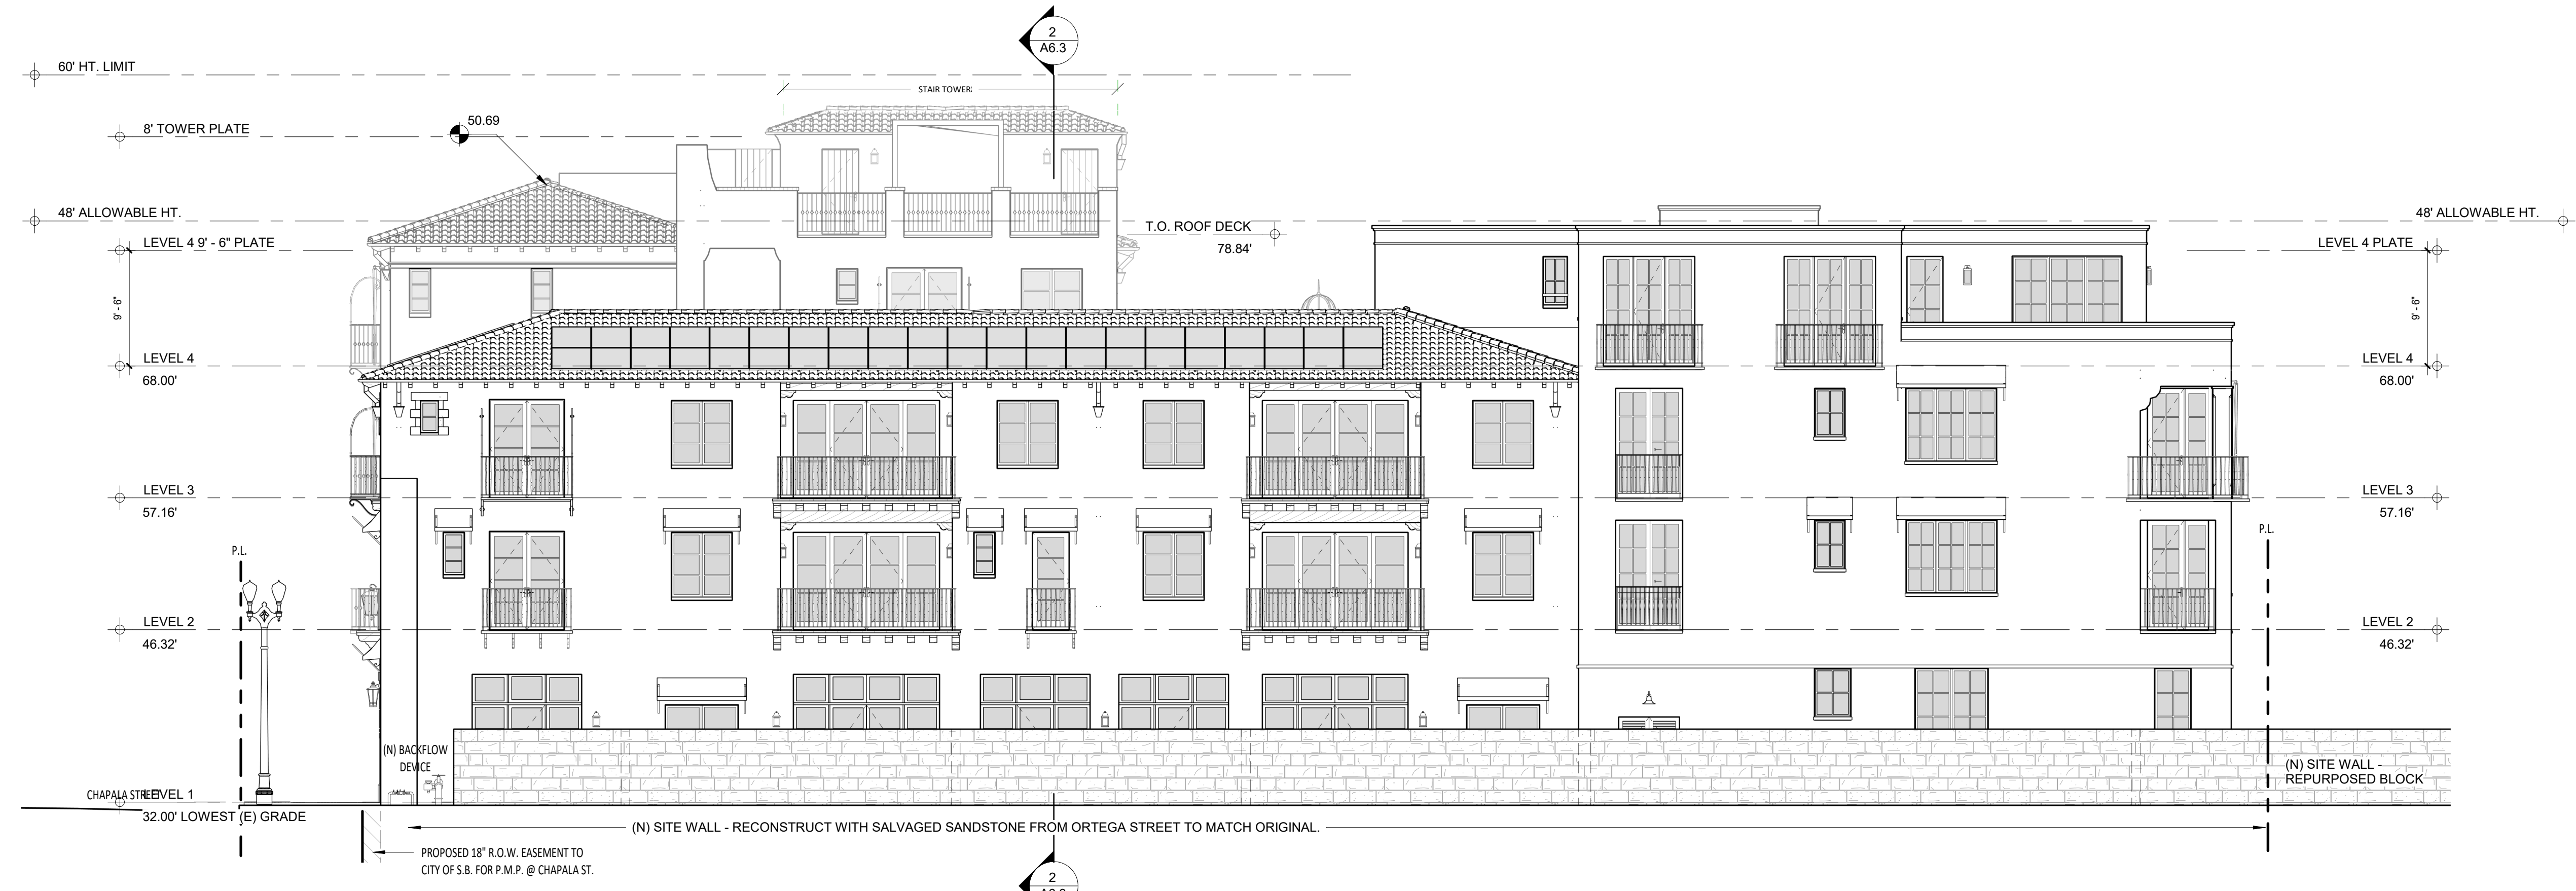 2
A6.3
60' HT. LIMIT
STAIR TOWER
8' TOWER PLATE
50.69
48' ALLOWABLE HT.
48' ALLOWABLE HT.
T.O. ROOF DECK
78.84'
LEVEL 4 9' - 6" PLATE
LEVEL 4 PLATE
9' - 6"
9' - 6"
LEVEL 4
68.00'
LEVEL 4
68.00'
LEVEL 3
57.16'
LEVEL 3
57.16'
P.L.
P.L.
LEVEL 2
46.32'
LEVEL 2
46.32'
(N) BACKFLOW
DEVICE
(N) SITE WALL -
REPURPOSED BLOCK
CHAPALA STREET
LEVEL 1
32.00' LOWEST (E) GRADE
(N) SITE WALL - RECONSTRUCT WITH SALVAGED SANDSTONE FROM ORTEGA STREET TO MATCH ORIGINAL.
PROPOSED 18" R.O.W. EASEMENT TO
CITY OF S.B. FOR P.M.P. @ CHAPALA ST.
2